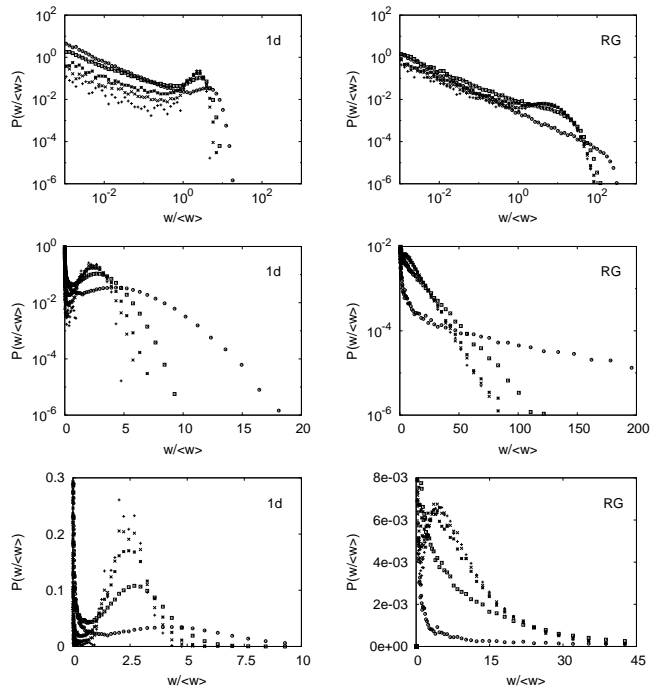 1d
10^2
10^0
10^-2
10^-4
10^-6
P(w/<w>)
10^-2
10^0
10^2
w/<w>
RG
10^2
10^0
10^-2
10^-4
10^-6
P(w/<w>)
10^-2
10^0
10^2
w/<w>
1d
10^0
10^-2
10^-4
10^-6
P(w/<w>)
0
5
10
15
20
w/<w>
RG
10^-2
10^-4
10^-6
P(w/<w>)
0
50
100
150
200
w/<w>
1d
0.3
0.2
0.1
0
P(w/<w>)
0
2.5
5
7.5
10
w/<w>
RG
8e-03
6e-03
4e-03
2e-03
0e+00
P(w/<w>)
0
15
30
45
w/<w>